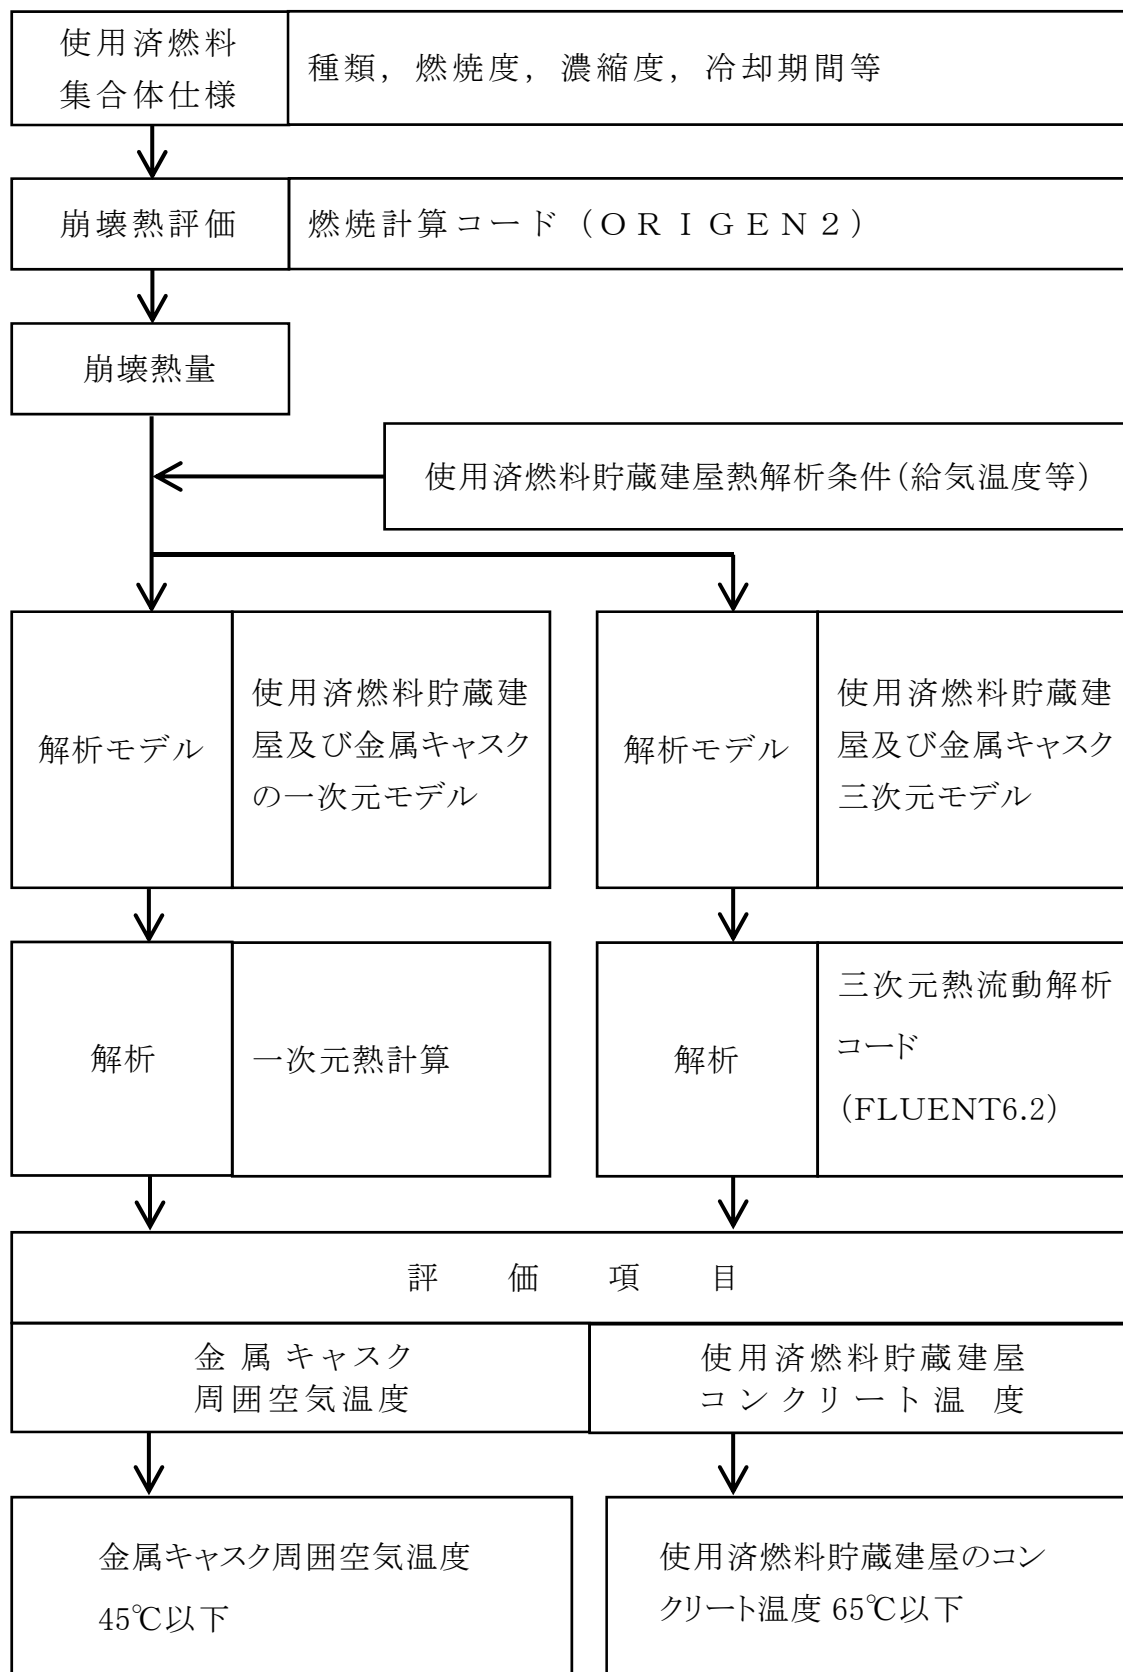 使用済燃料
集合体仕様
種類，燃焼度，濃縮度，冷却期間等
崩壊熱評価
燃焼計算コード（ＯＲＩＧＥＮ２）
崩壊熱量
使用済燃料貯蔵建屋熱解析条件（給気温度等）
解析モデル
使用済燃料貯蔵建
屋及び金属キャスク
の一次元モデル
解析モデル
使用済燃料貯蔵建
屋及び金属キャスク
三次元モデル
解析
一次元熱計算
解析
三次元熱流動解析
コード
(FLUENT6.2)
評価項目
金属キャスク
周囲空気温度
使用済燃料貯蔵建屋
コンクリート温度
金属キャスク周囲空気温度
45℃以下
使用済燃料貯蔵建屋のコン
クリート温度 65℃以下